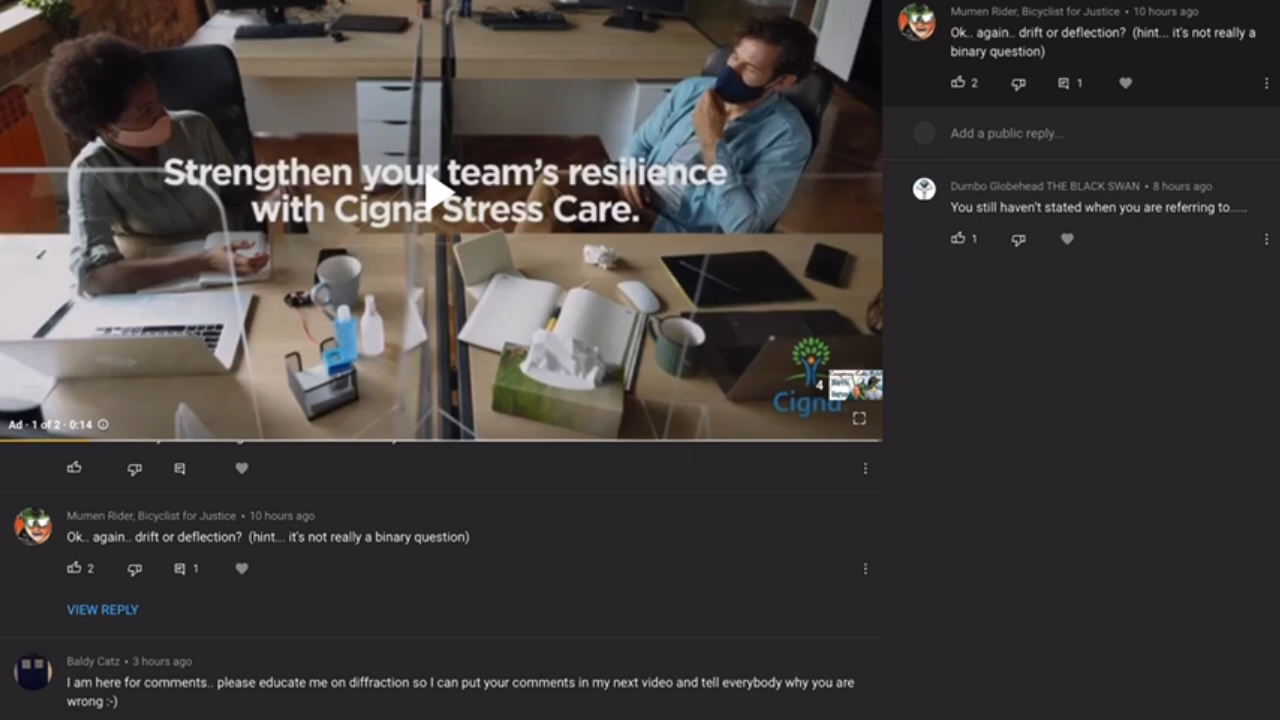 Strengthen your team's resilience
with Cigna Stress Care.
Cigna
4
Ad · 1 of 2 · 0:14
Mumen Rider, Bicyclist for Justice • 10 hours ago
Ok.. again.. drift or deflection? (hint... it's not really a binary question)
2
1
VIEW REPLY
Baldy Catz • 3 hours ago
I am here for comments.. please educate me on diffraction so I can put your comments in my next video and tell everybody why you are
wrong :-)
Mumen Rider, Bicyclist for Justice • 10 hours ago
Ok.. again.. drift or deflection? (hint... it's not really a
binary question)
2
1
Add a public reply...
Dumbo Globehead THE BLACK SWAN • 8 hours ago
You still haven't stated when you are referring to.....
1